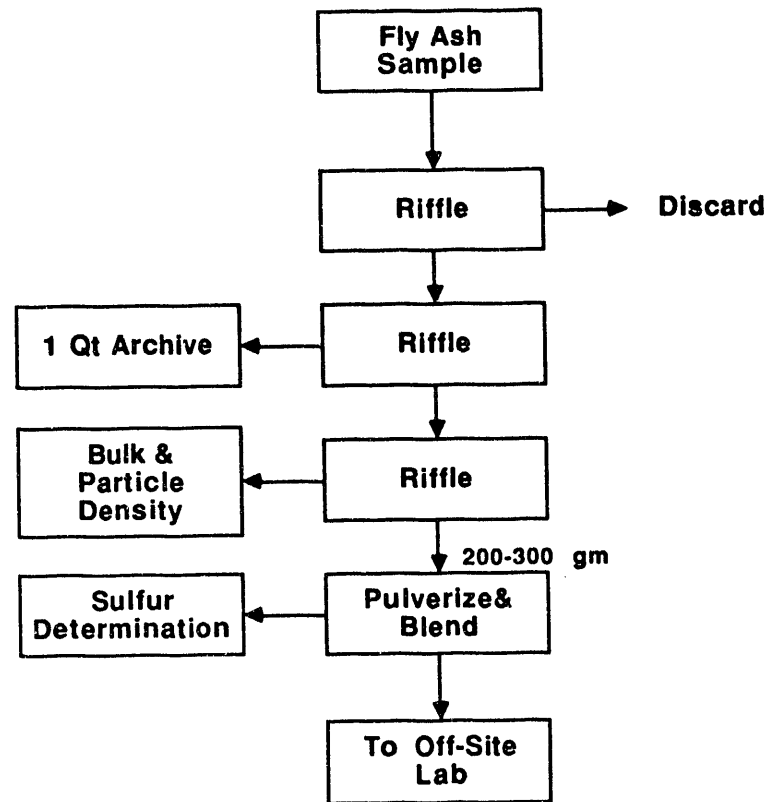 Fly Ash
Sample
Riffle
Discard
1 Qt Archive
Riffle
Bulk &
Particle
Density
Riffle
200-300 gm
Sulfur
Determination
Pulverize&
Blend
To Off-Site
Lab